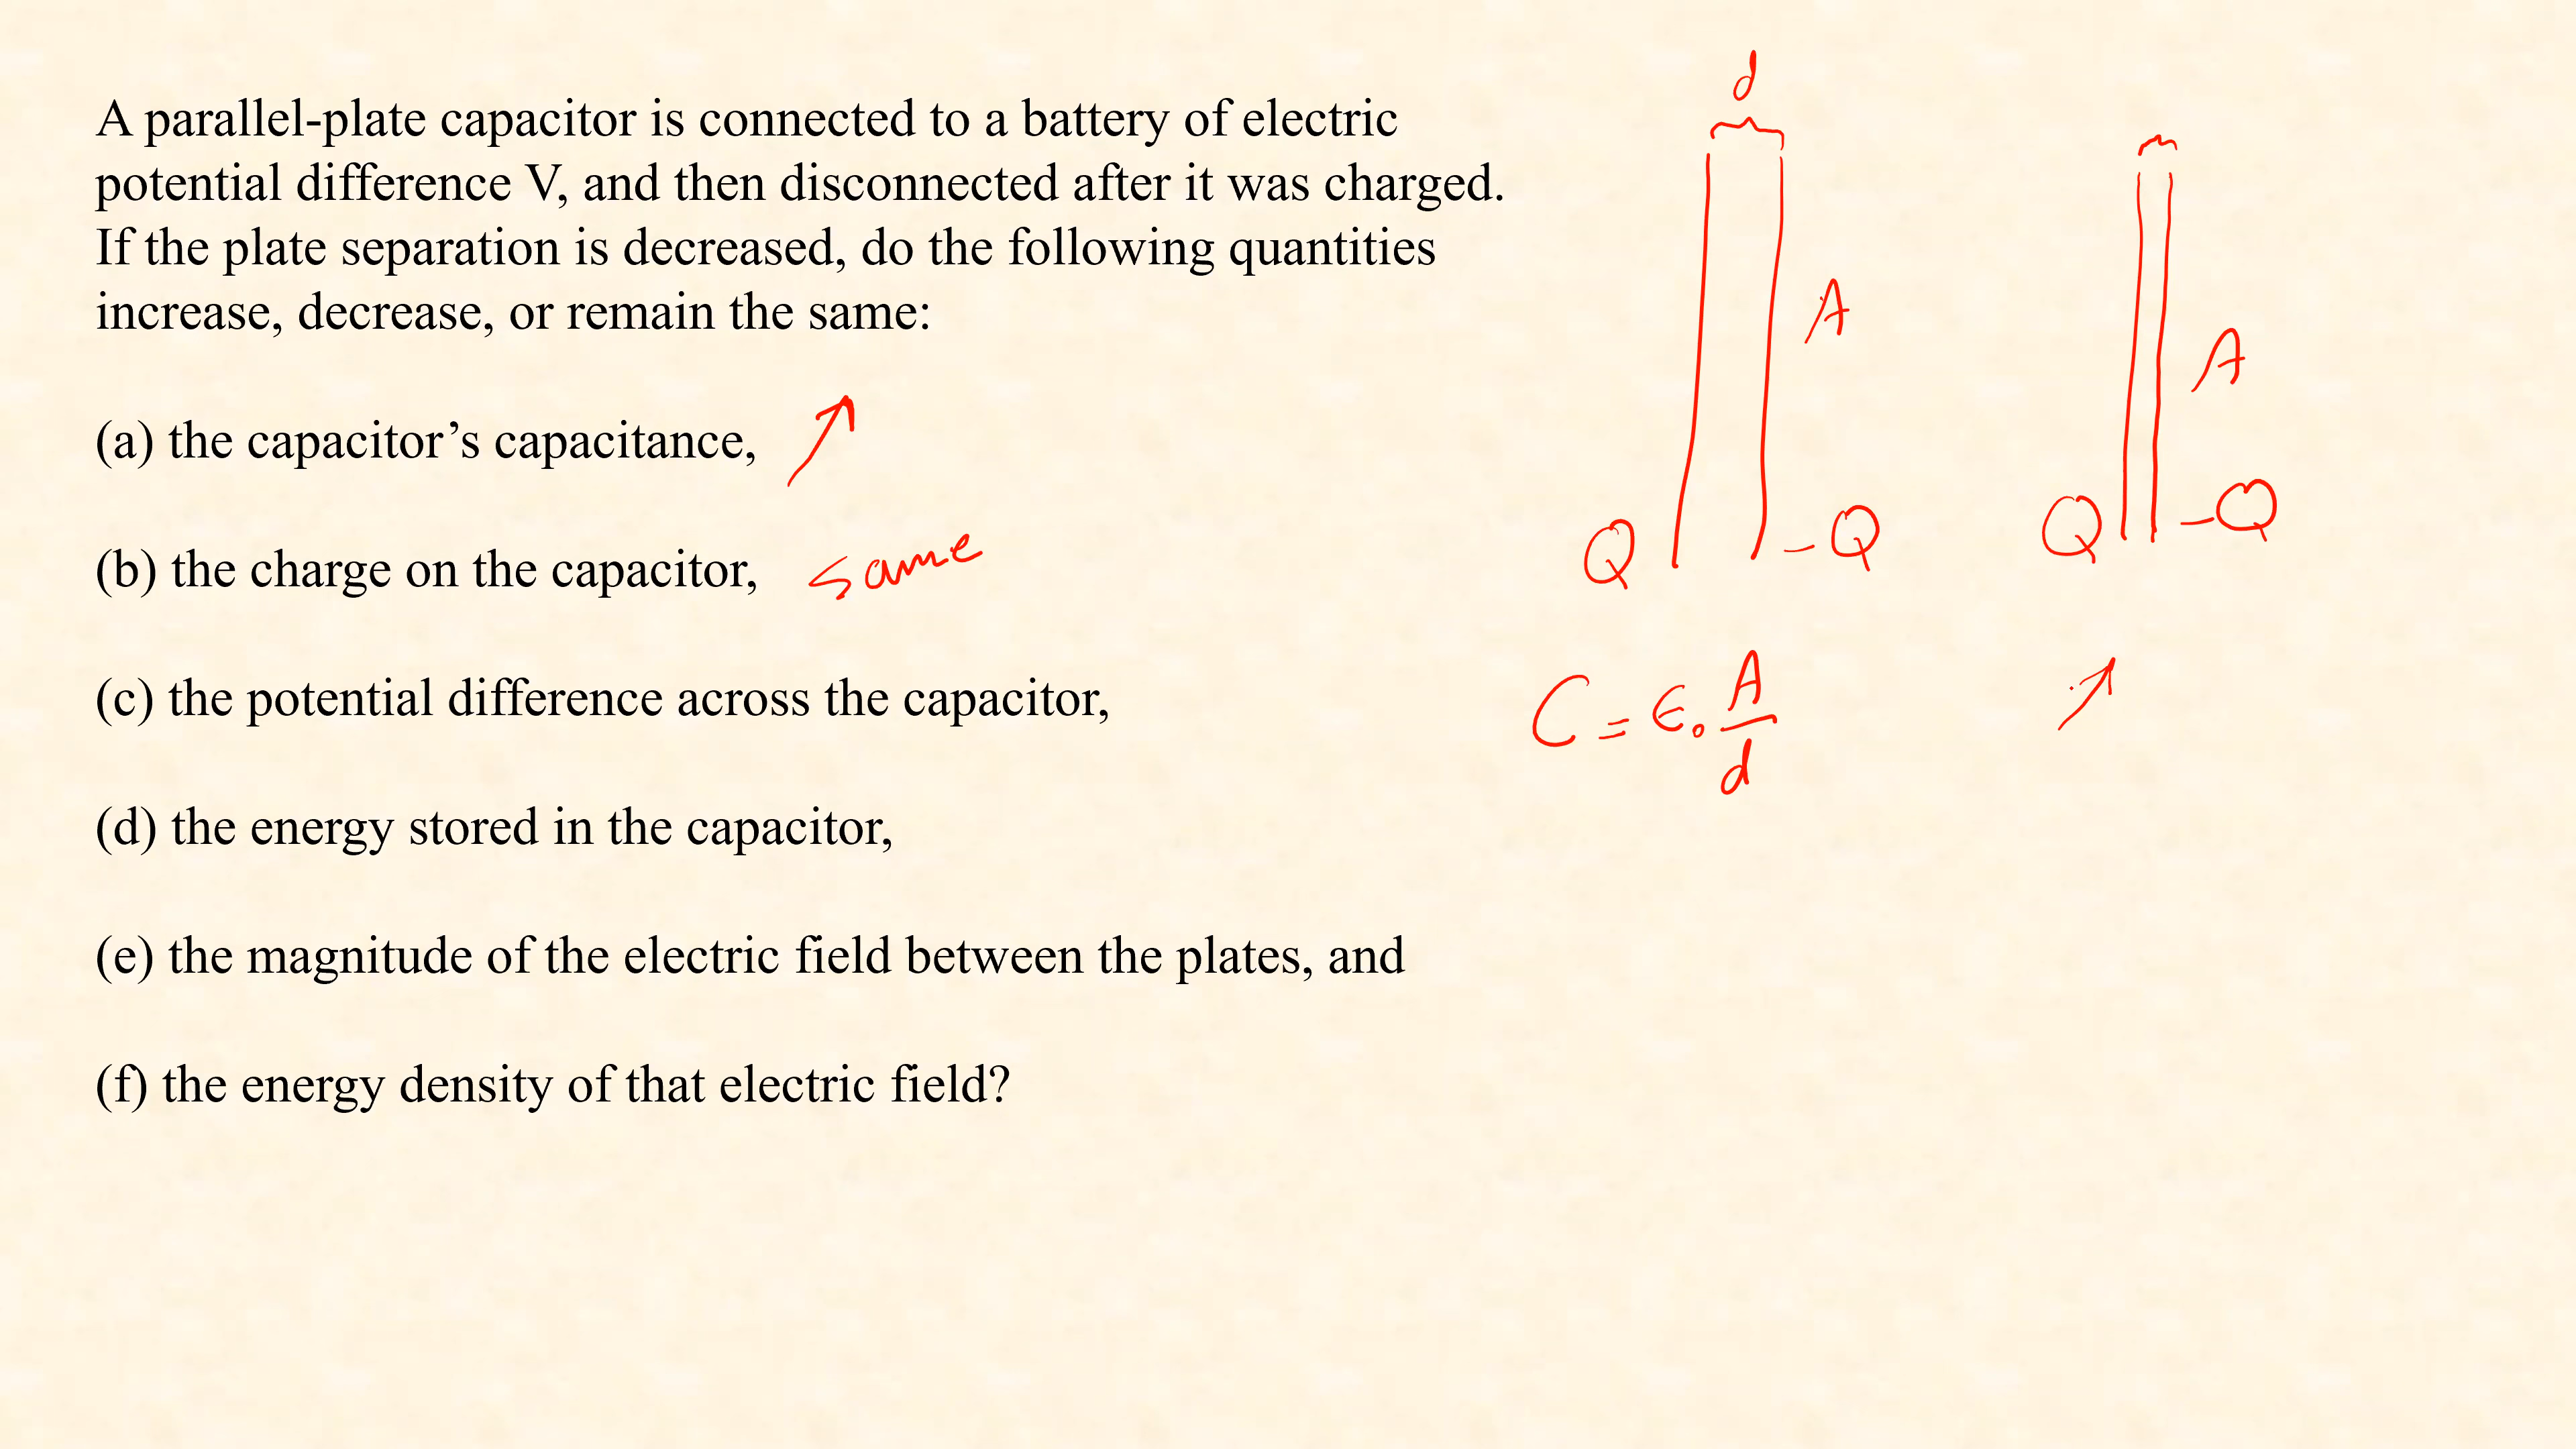 A parallel-plate capacitor is connected to a battery of electric
potential difference V, and then disconnected after it was charged.
If the plate separation is decreased, do the following quantities
increase, decrease, or remain the same:
(a) the capacitor’s capacitance,
(b) the charge on the capacitor, same
(c) the potential difference across the capacitor,
(d) the energy stored in the capacitor,
(e) the magnitude of the electric field between the plates, and
(f) the energy density of that electric field?
d
A
Q -Q
A
Q -Q
C = ϵ₀ A/d